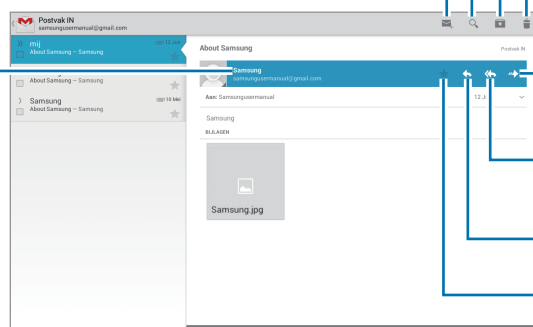 Postvak IN
samsungusermanual@gmail.com
mij
12 Jun
About Samsung – Samsung
About Samsung – Samsung
Samsung
10 Mei
About Samsung – Samsung
About Samsung
Postvak IN
Samsung
samsungusermanual@gmail.com
Aan: Samsungusermanual
12 J
Samsung
BIJLAGEN
Samsung.jpg